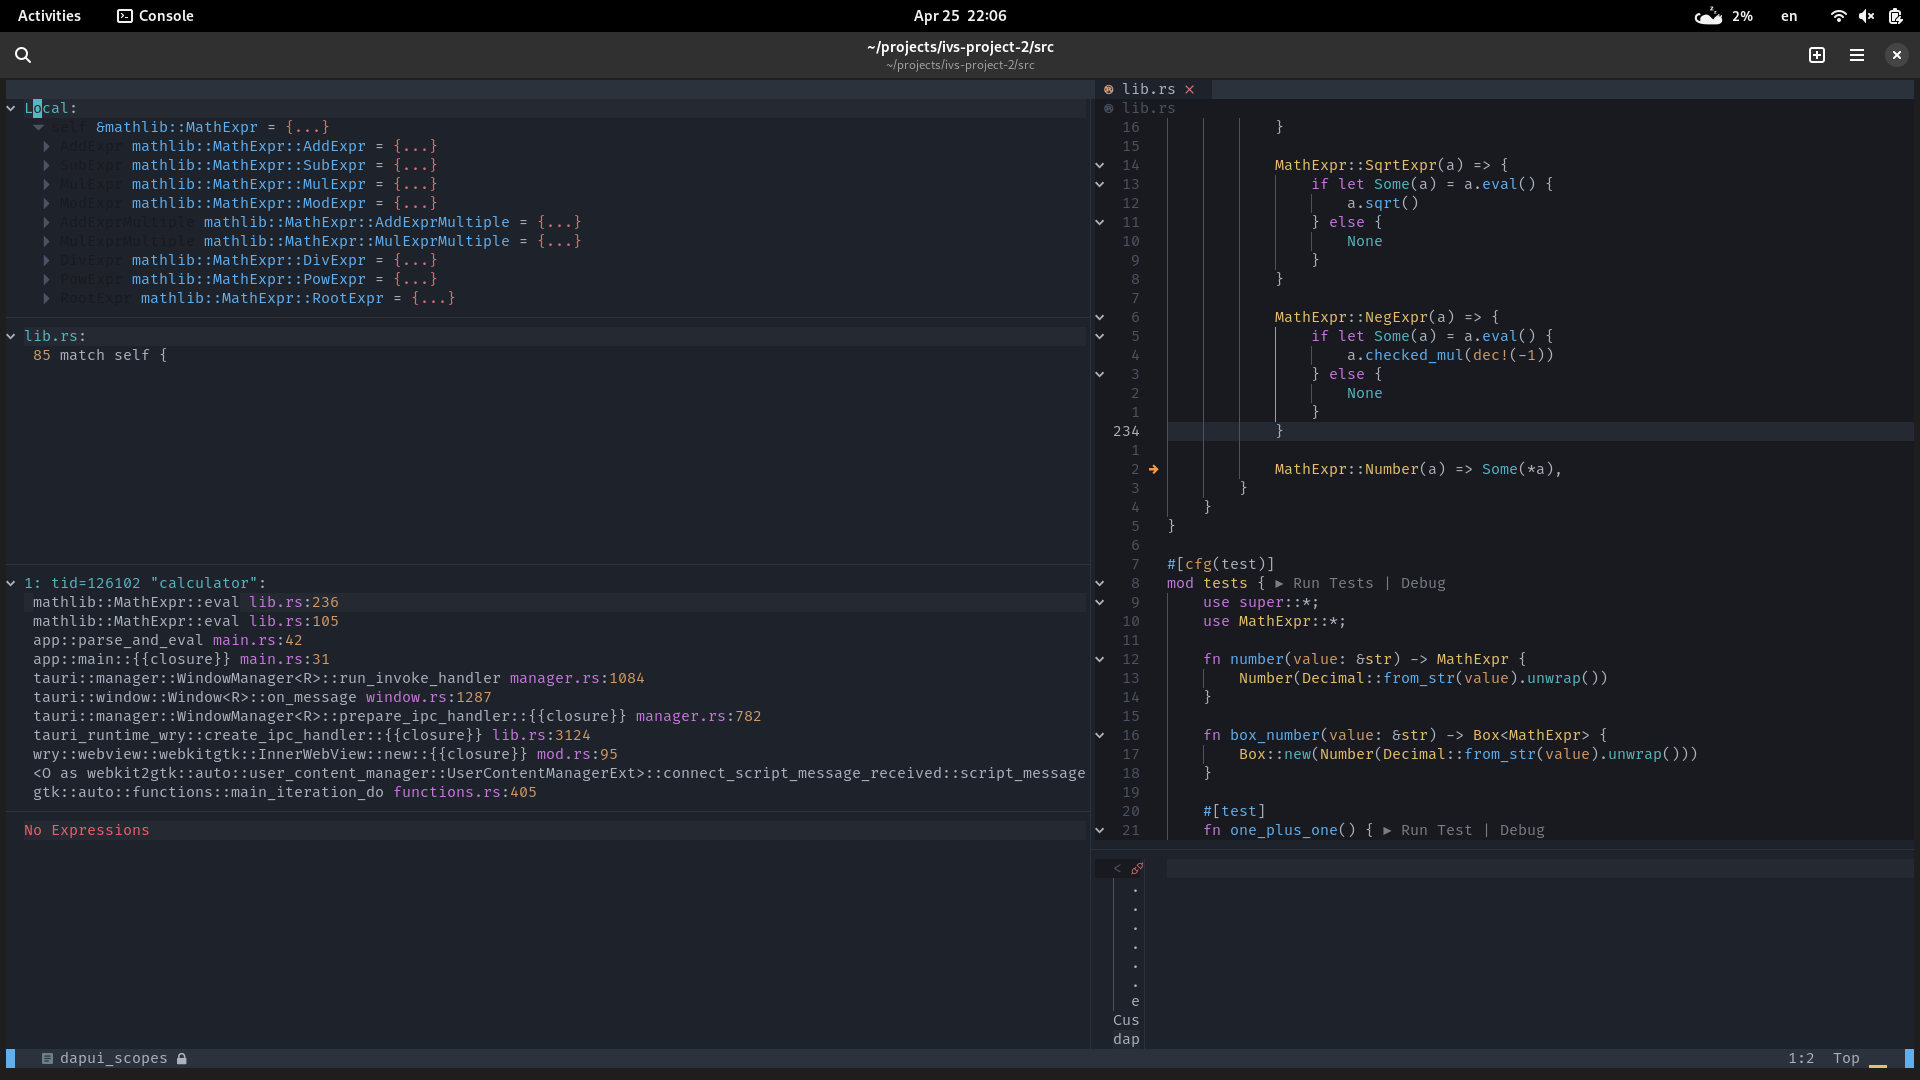 Activities
Console
Apr 25 22:06
2%
en
~/projects/ivs-project-2/src
~/projects/ivs-project-2/src
Local:
self &mathlib::MathExpr = {...}
AddExpr mathlib::MathExpr::AddExpr = {...}
SubExpr mathlib::MathExpr::SubExpr = {...}
MulExpr mathlib::MathExpr::MulExpr = {...}
ModExpr mathlib::MathExpr::ModExpr = {...}
AddExprMultiple mathlib::MathExpr::AddExprMultiple = {...}
MulExprMultiple mathlib::MathExpr::MulExprMultiple = {...}
DivExpr mathlib::MathExpr::DivExpr = {...}
PowExpr mathlib::MathExpr::PowExpr = {...}
RootExpr mathlib::MathExpr::RootExpr = {...}
lib.rs:
85 match self {
1: tid=126102 "calculator":
mathlib::MathExpr::eval lib.rs:236
mathlib::MathExpr::eval lib.rs:105
app::parse_and_eval main.rs:42
app::main::{{closure}} main.rs:31
tauri::manager::WindowManager<R>::run_invoke_handler manager.rs:1084
tauri::window::Window<R>::on_message window.rs:1287
tauri::manager::WindowManager<R>::prepare_ipc_handler::{{closure}} manager.rs:782
tauri_runtime_wry::create_ipc_handler::{{closure}} lib.rs:3124
wry::webview::webkitgtk::InnerWebView::new::{{closure}} mod.rs:95
<O as webkit2gtk::auto::user_content_manager::UserContentManagerExt>::connect_script_message_received::script_message
gtk::auto::functions::main_iteration_do functions.rs:405
No Expressions
lib.rs
lib.rs
16 }
15
14 MathExpr::SqrtExpr(a) => {
13 if let Some(a) = a.eval() {
12 a.sqrt()
11 } else {
10 None
9 }
8 }
7
6 MathExpr::NegExpr(a) => {
5 if let Some(a) = a.eval() {
4 a.checked_mul(dec!(-1))
3 } else {
2 None
1 }
234 }
1
2 MathExpr::Number(a) => Some(*a),
3 }
4 }
5 }
6
7 #[cfg(test)]
8 mod tests { ▶ Run Tests | Debug
9 use super::*;
10 use MathExpr::*;
11
12 fn number(value: &str) -> MathExpr {
13 Number(Decimal::from_str(value).unwrap())
14 }
15
16 fn box_number(value: &str) -> Box<MathExpr> {
17 Box::new(Number(Decimal::from_str(value).unwrap()))
18 }
19
20 #[test]
21 fn one_plus_one() { ▶ Run Test | Debug
<
.
.
.
.
.
.
e
Cus
dap
dapui_scopes
1:2 Top